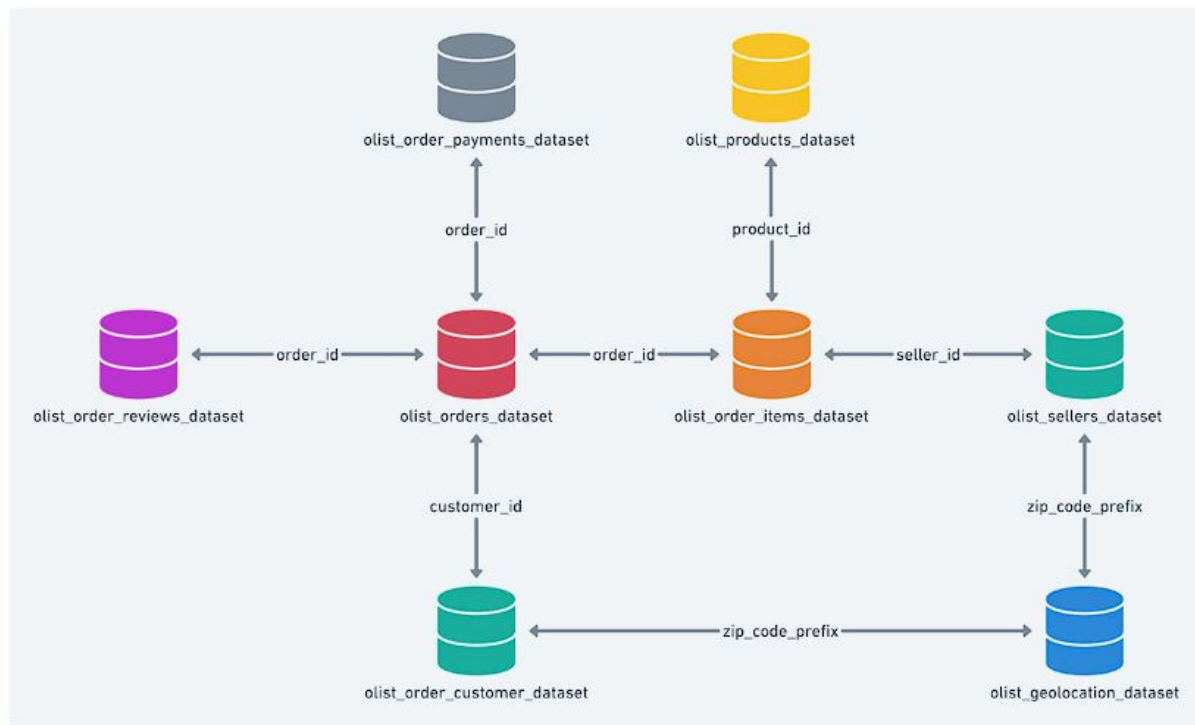 olist_order_payments_dataset
olist_products_dataset
order_id
product_id
order_id
order_id
seller_id
olist_order_reviews_dataset
olist_orders_dataset
olist_order_items_dataset
olist_sellers_dataset
customer_id
zip_code_prefix
zip_code_prefix
olist_order_customer_dataset
olist_geolocation_dataset